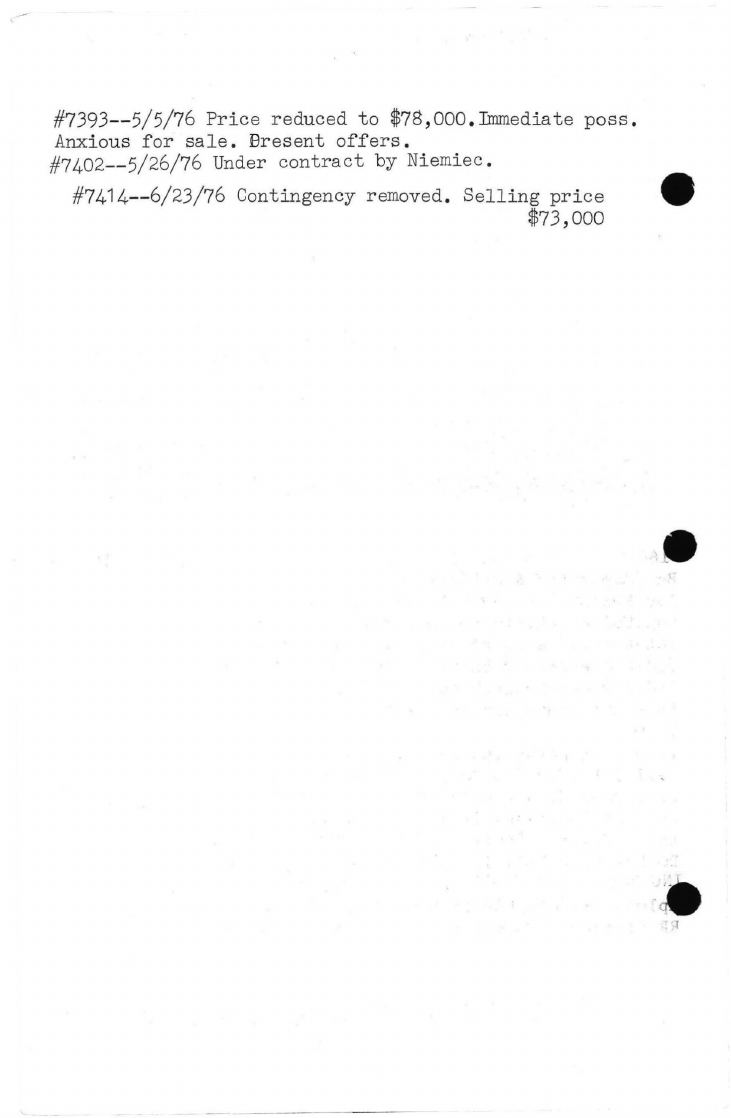 #7393--5/5/76 Price reduced to $78,000.Immediate poss.
Anxious for sale. Bresent offers.
#7402--5/26/76 Under contract by Niemiec.
#7414--6/23/76 Contingency removed. Selling price
$73,000